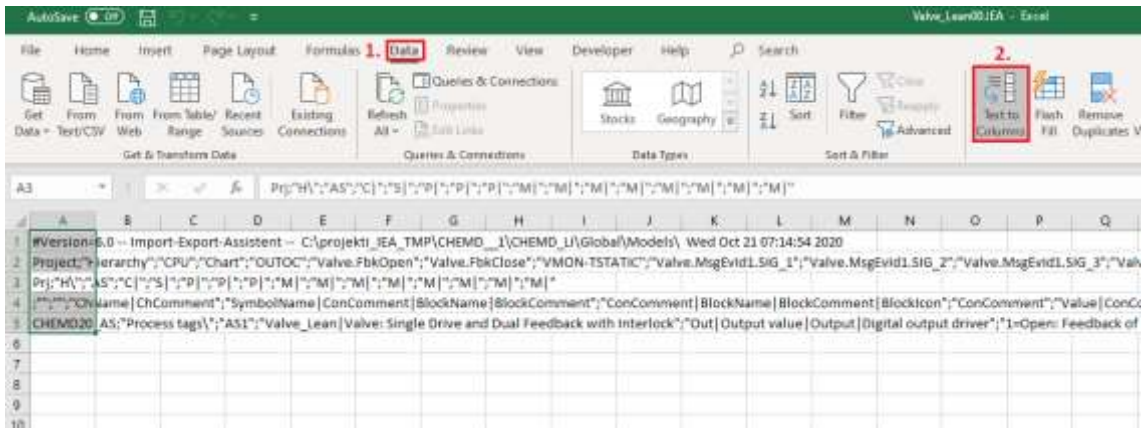 AutoSave Off Valve_Lean00.IEA - Excel
File Home Insert Page Layout Formulas 1. Data Review View Developer Help Search
2.
Get Data From Text/CSV From Web From Table/ Range Recent Sources Existing Connections
Refresh All Queries & Connections Properties Edit Links
Stocks Geography
Sort Filter Clear Reapply Advanced
Text to Columns Flash Fill Remove Duplicates
Get & Transform Data Queries & Connections Data Types Sort & Filter
A3 fx Prj;"H\";"AS";"C|";"S|";"P|";"P|";"P|";"M|";"M|";"M|";"M|";"M|";"M|";"M|"
A B C D E F G H I J K L M N O P Q
1 #Version=6.0 -- Import-Export-Assistent -- C:\projekti_IEA_TMP\CHEMD__1\CHEMD_LI\Global\Models\ Wed Oct 21 07:14:54 2020
2 Project;"Hierarchy";"CPU";"Chart";"OUTOC";"Valve.FbkOpen";"Valve.FbkClose";"VMON-TSTATIC";"Valve.MsgEvId1.SIG_1";"Valve.MsgEvId1.SIG_2";"Valve.MsgEvId1.SIG_3";
3 Prj;"H\";"AS";"C|";"S|";"P|";"P|";"P|";"M|";"M|";"M|";"M|";"M|";"M|";"M|"
4 "";"";"ChName|ChComment";"SymbolName|ConComment|BlockName|BlockComment";"ConComment|BlockName|BlockComment|BlockIcon";"ConComment";
5 CHEMD20_AS;"Process tags\";"AS1";"Valve_Lean|Valve: Single Drive and Dual Feedback with Interlock";"Out|Output value|Output|Digital output driver";"1=Open: Feedback of
6
7
8
9
10